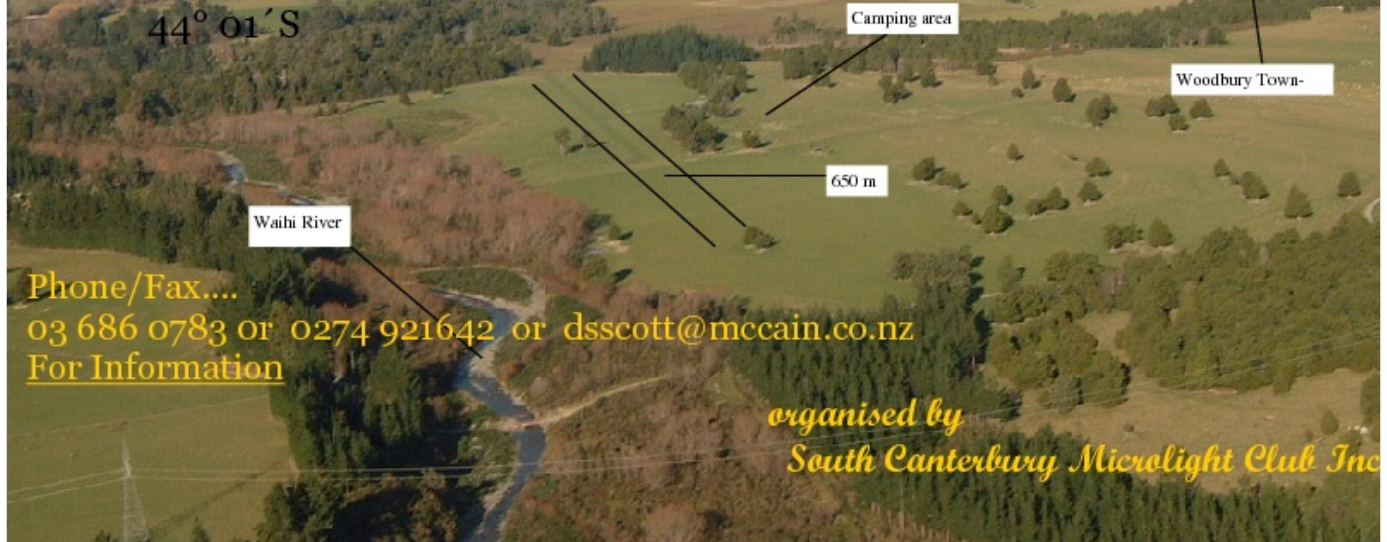 44° 01´S
Camping area
Woodbury Town-
650 m
Waihi River
Phone/Fax....
03 686 0783 or 0274 921642 or dsscott@mccain.co.nz
For Information
organised by
South Canterbury Microlight Club Inc